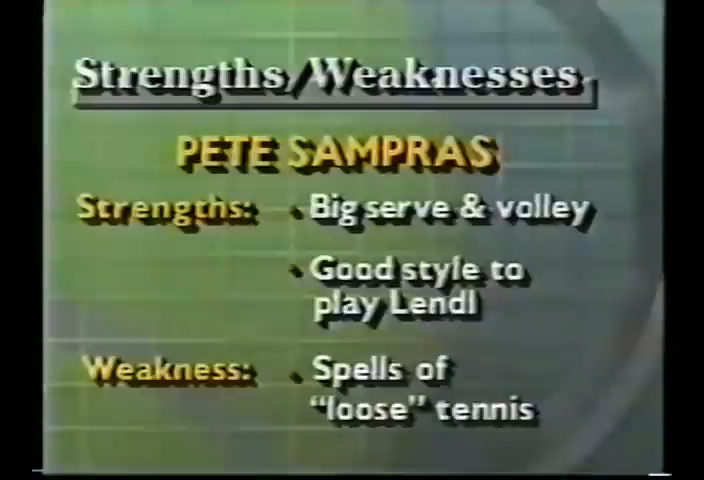 Strengths/Weaknesses
PETE SAMPRAS
Strengths: • Big serve & volley
• Good style to
play Lendl
Weakness: • Spells of
"loose" tennis